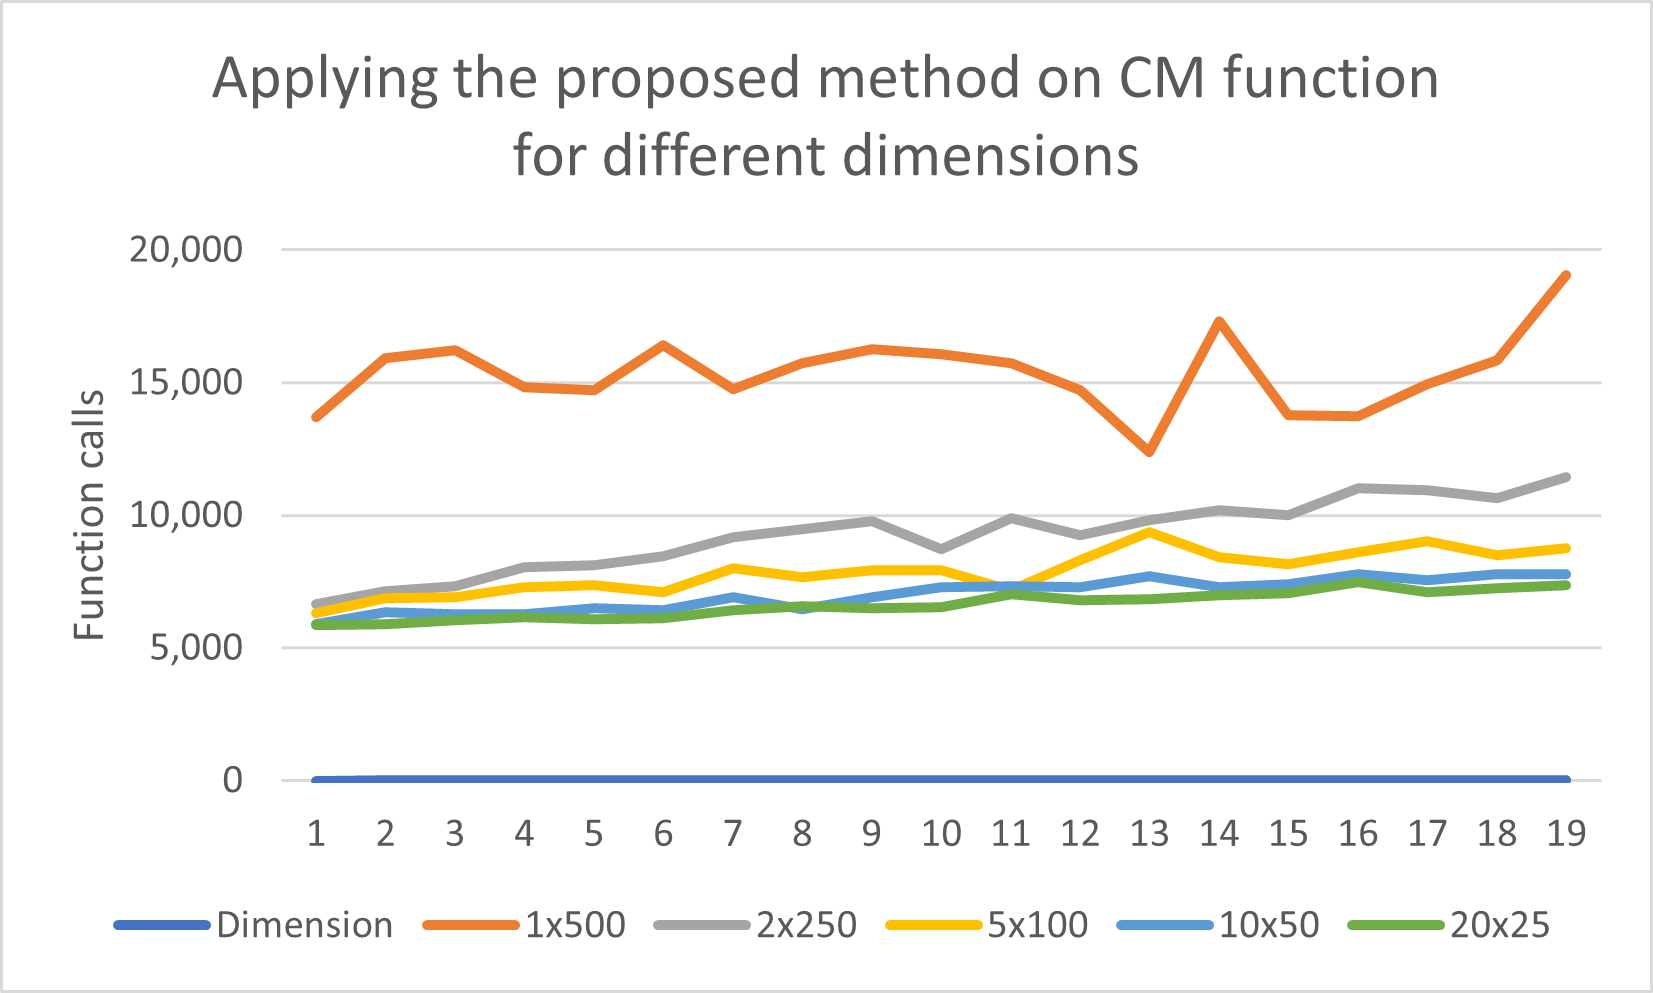 Applying the proposed method on CM function
for different dimensions
20,000
15,000
10,000
5,000
0
Function calls
1 2 3 4 5 6 7 8 9 10 11 12 13 14 15 16 17 18 19
Dimension 1x500 2x250 5x100 10x50 20x25